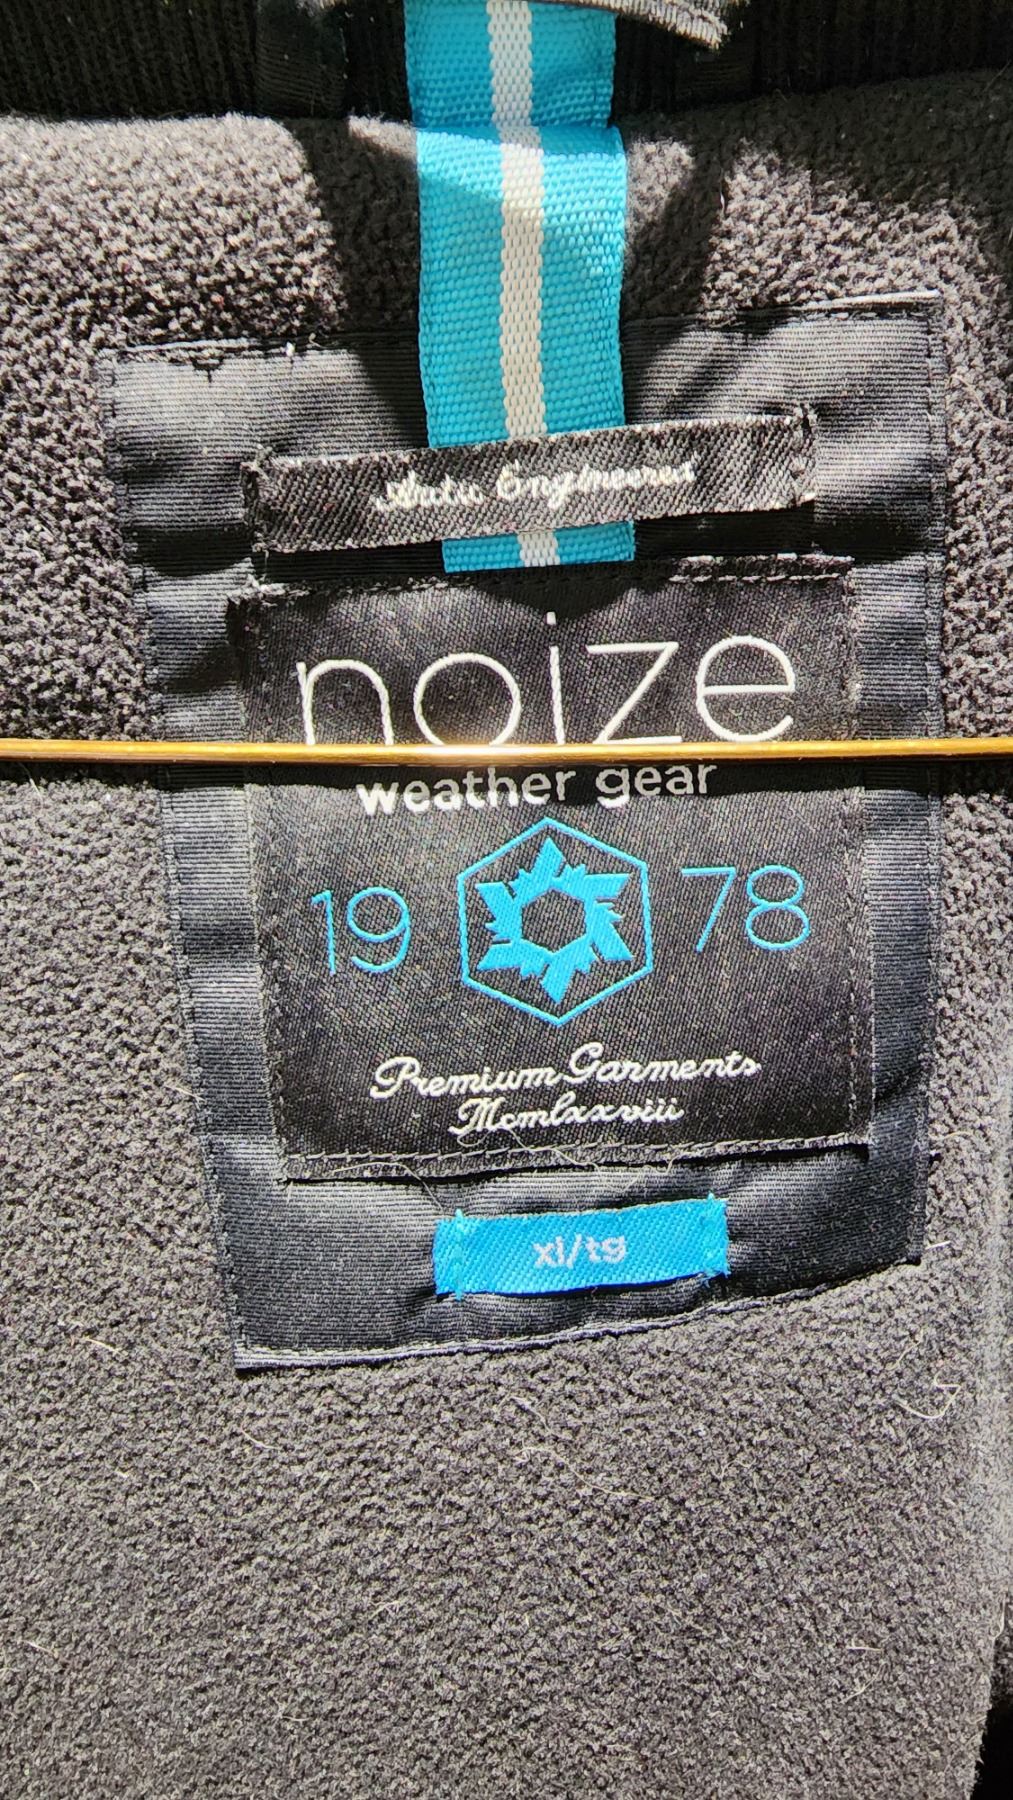 Arctic Engineered
noize
weather gear
19 78
Premium Garments
Mcmlxxviii
xl/tg